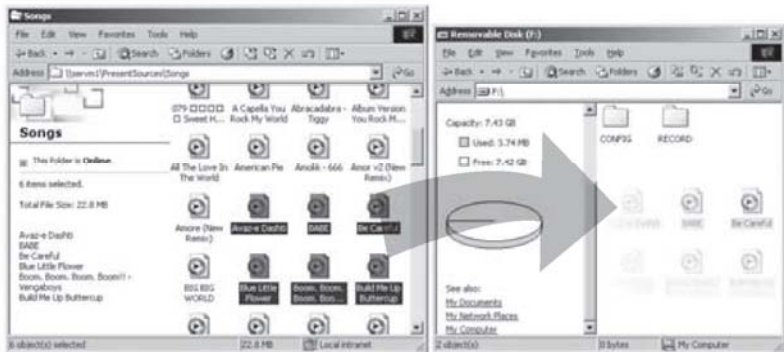 Songs
File Edit View Favorites Tools Help
Back Search Folders
Address \\servm1\PresentSources\Songs Go
Songs
This Folder is Online.
6 items selected.
Total File Size: 22.8 MB
Avaz-e Dashti
BABE
Be Careful
Blue Little Flower
Boom. Boom. Boom. Boom!! -
Vengaboys
Build Me Up Buttercup
079 □□□□
□ Sweet H...
A Capella You
Rock My World
Abracadabra -
Tiggy
Album Version
You Rock M...
All The Love In
The World
American Pie
Amokk - 666
Amor v2 (New
Remix)
Amore (New
Remix)
Avaz-e Dashti
BABE
Be Careful
BIG BIG
WORLD
Blue Little
Flower
Boom. Boom.
Boom. Boo...
Build Me Up
Buttercup
6 object(s) selected 22.8 MB Local intranet
Removable Disk (F:)
File Edit View Favorites Tools Help
Back Search Folders
Address F:\ Go
Capacity: 7.43 GB
Used: 3.74 MB
Free: 7.42 GB
See also:
My Documents
My Network Places
My Computer
CONFIG
RECORD
BABE
Be Careful
2 object(s) 0 bytes My Computer